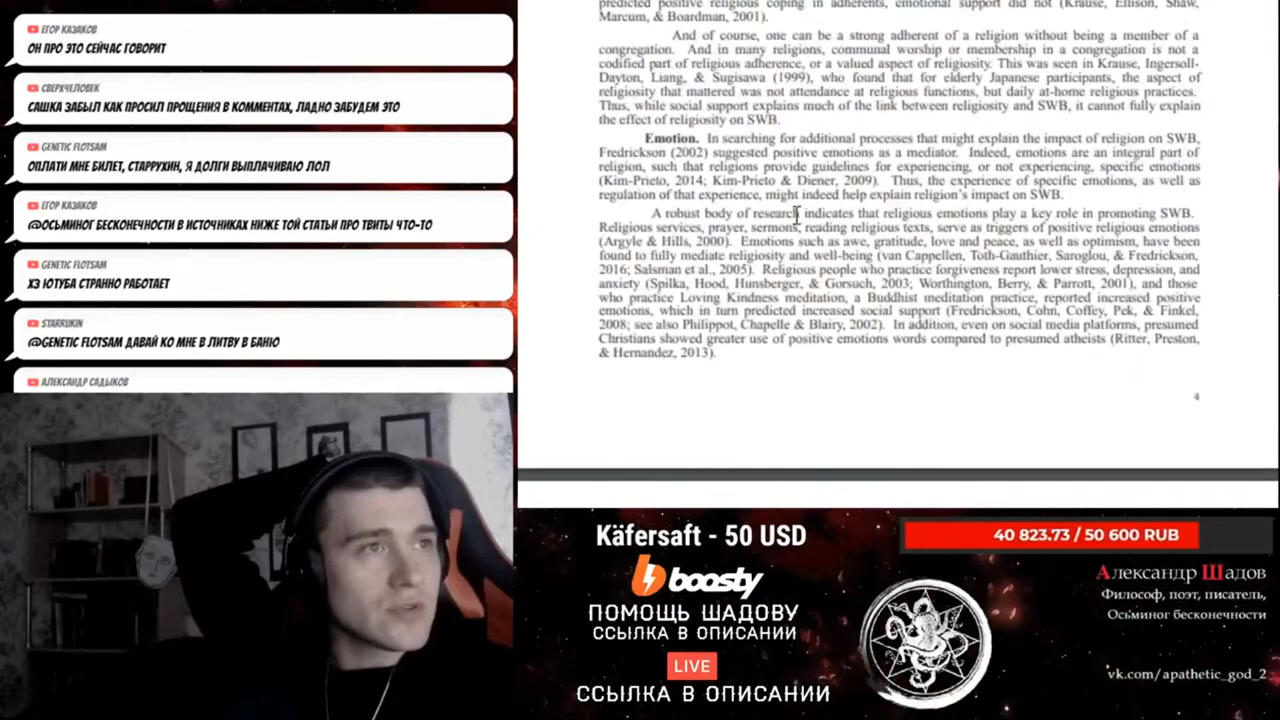 ЕГОР КАЗАКОВ
ОН ПРО ЭТО СЕЙЧАС ГОВОРИТ
СВЕРХЧЕЛОВЕК
САШКА ЗАБЫЛ КАК ПРОСИЛ ПРОЩЕНИЯ В КОММЕНТАХ, ЛАДНО ЗАБУДЕМ ЭТО
GENETIC FLOTSAM
ОПЛАТИ МНЕ БИЛЕТ, СТАРРУХИН, Я ДОЛГИ ВЫПЛАЧИВАЮ ЛОЛ
ЕГОР КАЗАКОВ
@ОСЬМИНОГ БЕСКОНЕЧНОСТИ В ИСТОЧНИКАХ НИЖЕ ТОЙ СТАТЬИ ПРО ТВИТЫ ЧТО-ТО
GENETIC FLOTSAM
ХЗ ЮТУБА СТРАННО РАБОТАЕТ
STARRUKIN
@GENETIC FLOTSAM ДАВАЙ КО МНЕ В ЛИТВУ В БАНЮ
АЛЕКСАНДР САДЫКОВ
predicted positive religious coping in adherents, emotional support did not (Krause, Ellison, Shaw,
Marcum, & Boardman, 2001).
And of course, one can be a strong adherent of a religion without being a member of a
congregation. And in many religions, communal worship or membership in a congregation is not a
codified part of religious adherence, or a valued aspect of religiosity. This was seen in Krause, Ingersoll-
Dayton, Liang, & Sugisawa (1999), who found that for elderly Japanese participants, the aspect of
religiosity that mattered was not attendance at religious functions, but daily at-home religious practices.
Thus, while social support explains much of the link between religiosity and SWB, it cannot fully explain
the effect of religiosity on SWB.
Emotion. In searching for additional processes that might explain the impact of religion on SWB,
Fredrickson (2002) suggested positive emotions as a mediator. Indeed, emotions are an integral part of
religion, such that religions provide guidelines for experiencing, or not experiencing, specific emotions
(Kim-Prieto, 2014; Kim-Prieto & Diener, 2009). Thus, the experience of specific emotions, as well as
regulation of that experience, might indeed help explain religion's impact on SWB.
A robust body of research indicates that religious emotions play a key role in promoting SWB.
Religious services, prayer, sermons, reading religious texts, serve as triggers of positive religious emotions
(Argyle & Hills, 2000). Emotions such as awe, gratitude, love and peace, as well as optimism, have been
found to fully mediate religiosity and well-being (van Cappellen, Toth-Gauthier, Saroglou, & Fredrickson,
2016; Salsman et al., 2005). Religious people who practice forgiveness report lower stress, depression, and
anxiety (Spilka, Hood, Hunsberger, & Gorsuch, 2003; Worthington, Berry, & Parrott, 2001), and those
who practice Loving Kindness meditation, a Buddhist meditation practice, reported increased positive
emotions, which in turn predicted increased social support (Fredrickson, Cohn, Coffey, Pek, & Finkel,
2008; see also Philippot, Chapelle & Blairy, 2002). In addition, even on social media platforms, presumed
Christians showed greater use of positive emotions words compared to presumed atheists (Ritter, Preston,
& Hernandez, 2013).
4
Käfersaft - 50 USD
boosty
ПОМОЩЬ ШАДОВУ
ССЫЛКА В ОПИСАНИИ
LIVE
ССЫЛКА В ОПИСАНИИ
40 823.73 / 50 600 RUB
Александр Шадов
Философ, поэт, писатель,
Осьминог бесконечности
vk.com/apathetic_god_2